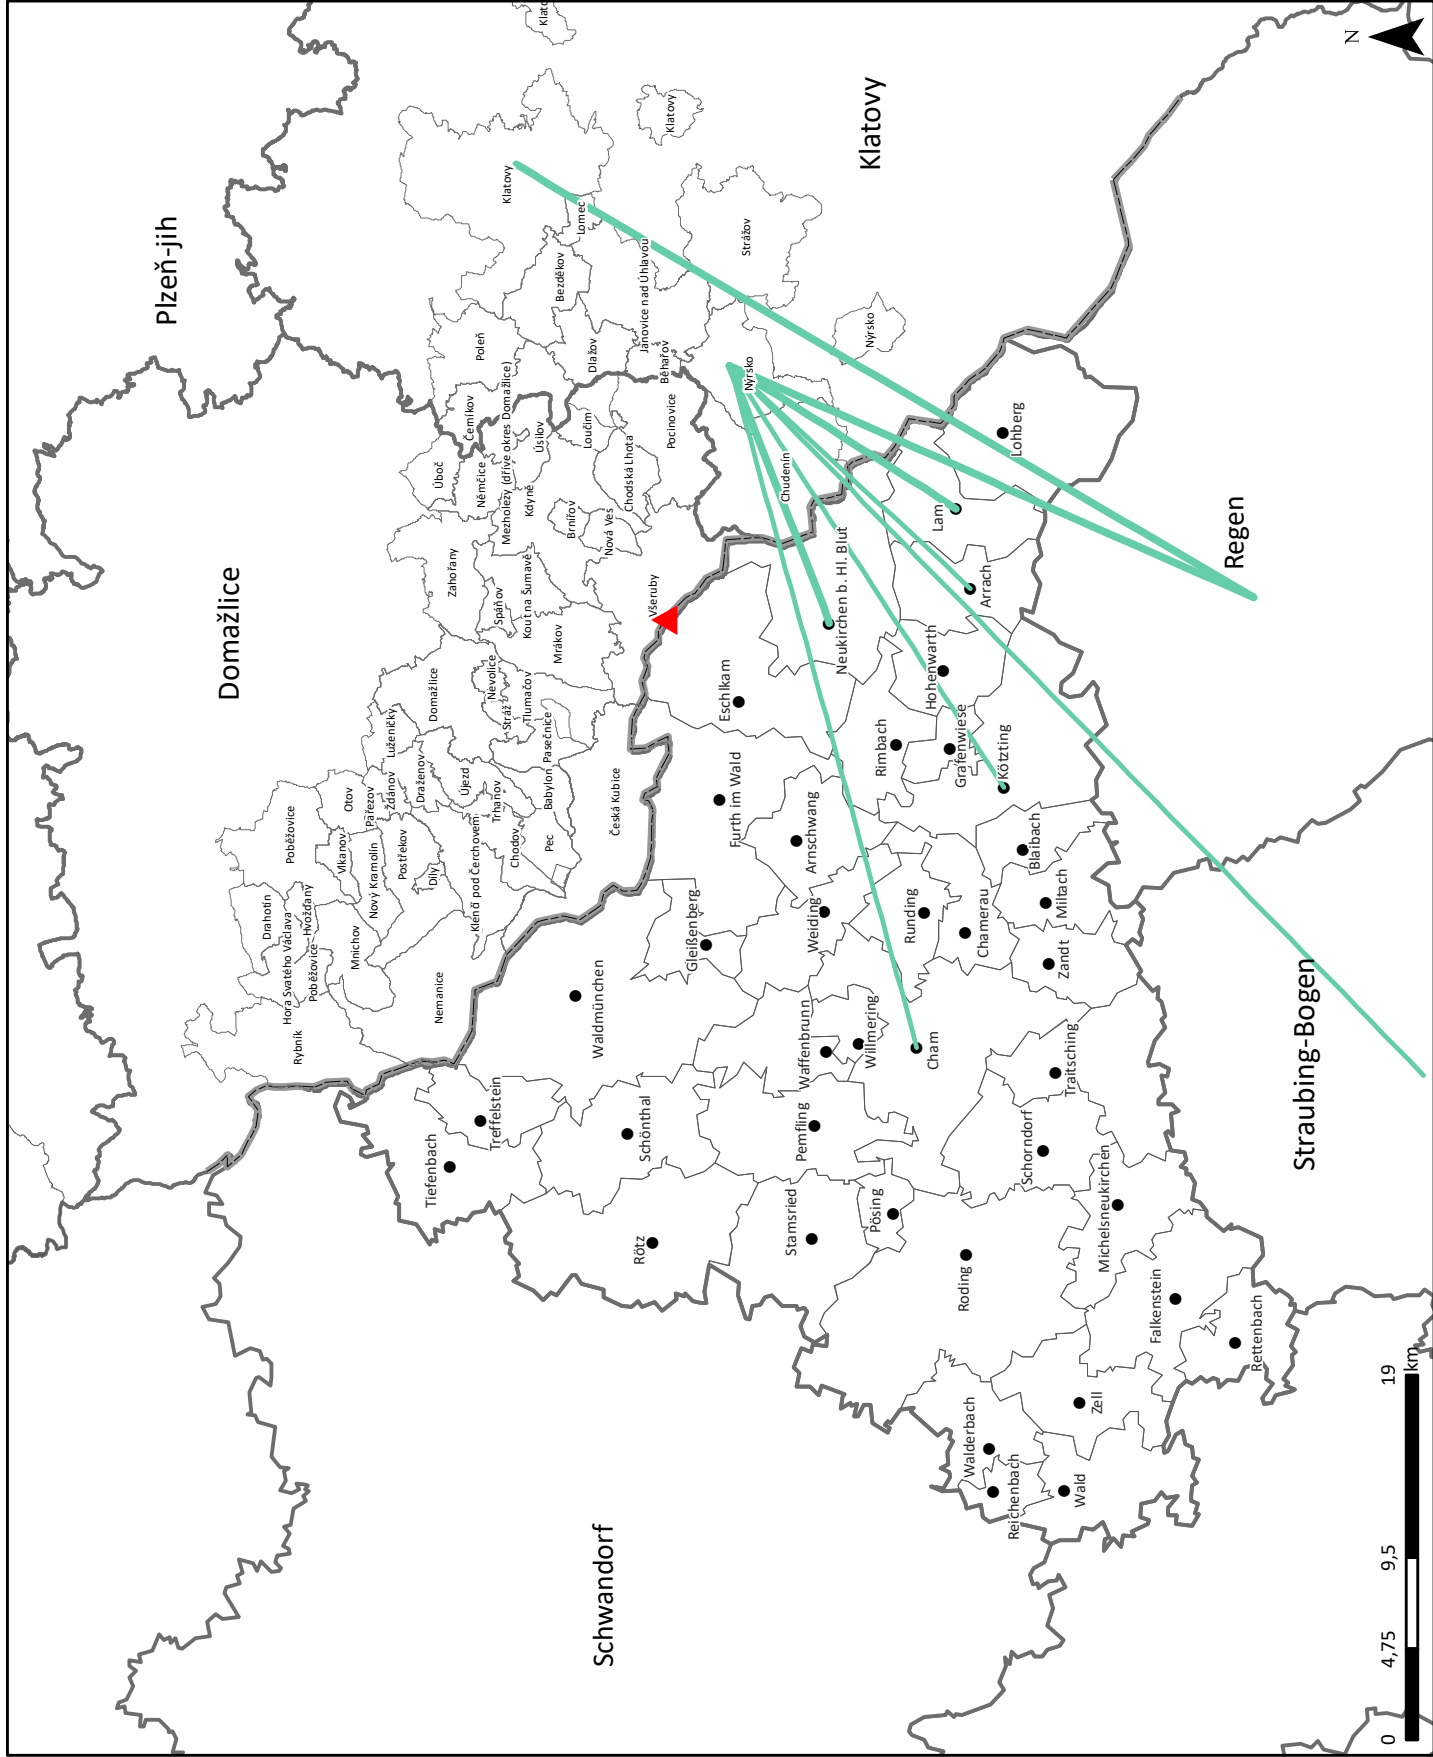 Plzeň-jih
Domažlice
Klatovy
Regen
Straubing-Bogen
Schwandorf
N
Klatovy
Klatovy
Lomec
Strážov
Bezděkov
Janovice nad Úhlavou
Poleň
Dlažov
Běhařov
Nýrsko
Nýrsko
Černíkov
Mezholezy (dříve okres Domažlice)
Úsilov
Loučim
Pocinovice
Úboč
Němčice
Kdyně
Chodská Lhota
Chudenín
Brnířov
Nová Ves
Zahořany
Spáňov
Kout na Šumavě
Mrákov
Všeruby
Domažlice
Nevolice
Stráž
Tlumačov
Pasečnice
Luženičky
Ždánov
Draženov
Újezd
Trhanov
Babylon
Česká Kubice
Otov
Pařezov
Poběžovice
Vlkanov
Nový Kramolín
Postřekov
Díly
Klenčí pod Čerchovem
Chodov
Pec
Drahotín
Hvožďany
Hora Svatého Václava
Poběžovice
Mnichov
Nemanice
Rybník
Lohberg
Lam
Arrach
Neukirchen b. Hl. Blut
Hohenwarth
Eschlkam
Rimbach
Grafenwiese
Kötzting
Furth im Wald
Arnschwang
Blaibach
Miltach
Gleißenberg
Weiding
Runding
Chamerau
Zandt
Waldmünchen
Waffenbrunn
Willmering
Cham
Traitsching
Treffelstein
Tiefenbach
Schönthal
Pemfling
Schorndorf
Michelsneukirchen
Rötz
Stamsried
Pösing
Roding
Falkenstein
Rettenbach
Zell
Walderbach
Reichenbach
Wald
0 4,75 9,5 19
km